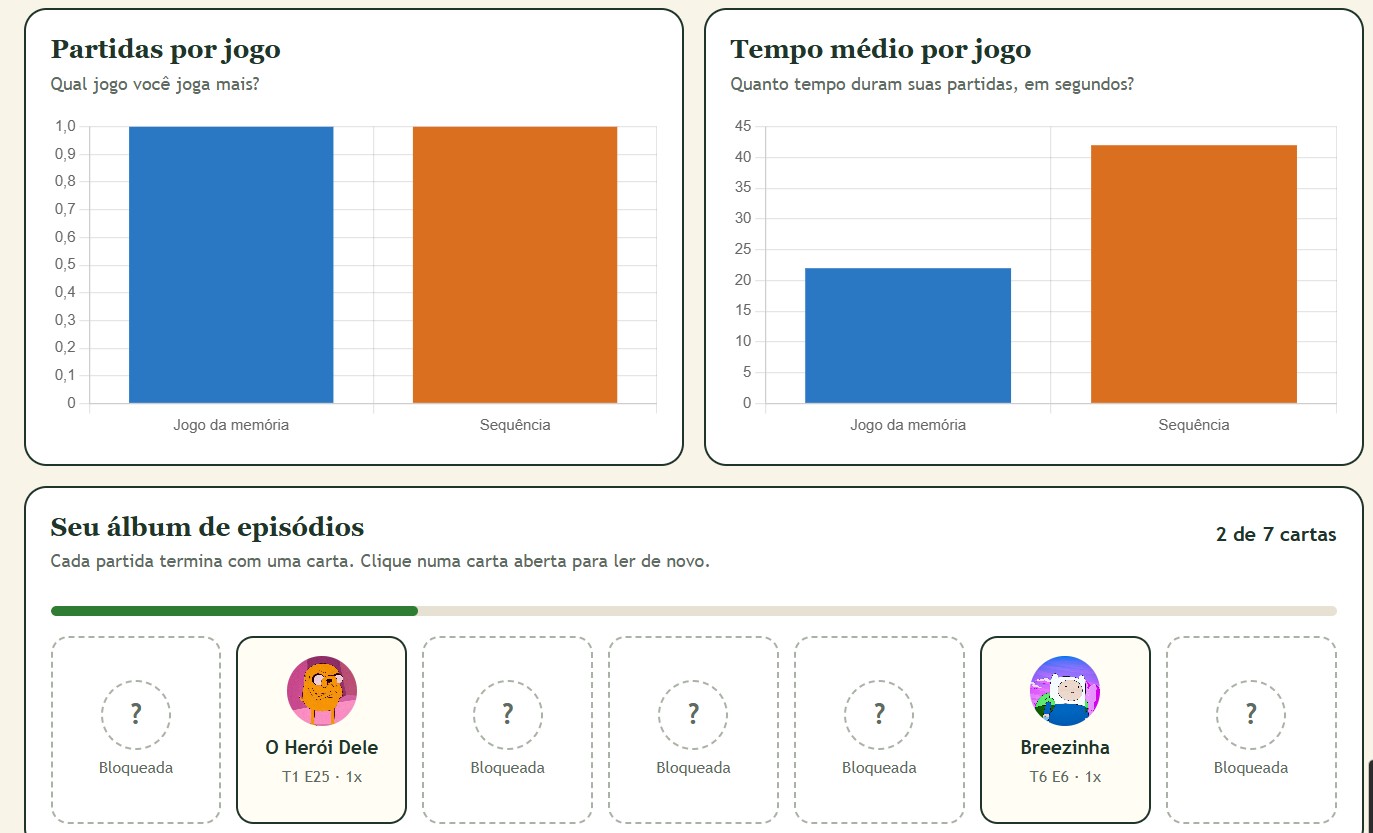 Partidas por jogo
Qual jogo você joga mais?
1,0
0,9
0,8
0,7
0,6
0,5
0,4
0,3
0,2
0,1
0
Jogo da memória
Sequência
Tempo médio por jogo
Quanto tempo duram suas partidas, em segundos?
45
40
35
30
25
20
15
10
5
0
Jogo da memória
Sequência
Seu álbum de episódios
2 de 7 cartas
Cada partida termina com uma carta. Clique numa carta aberta para ler de novo.
?
Bloqueada
O Herói Dele
T1 E25 · 1x
?
Bloqueada
?
Bloqueada
?
Bloqueada
Breezinha
T6 E6 · 1x
?
Bloqueada